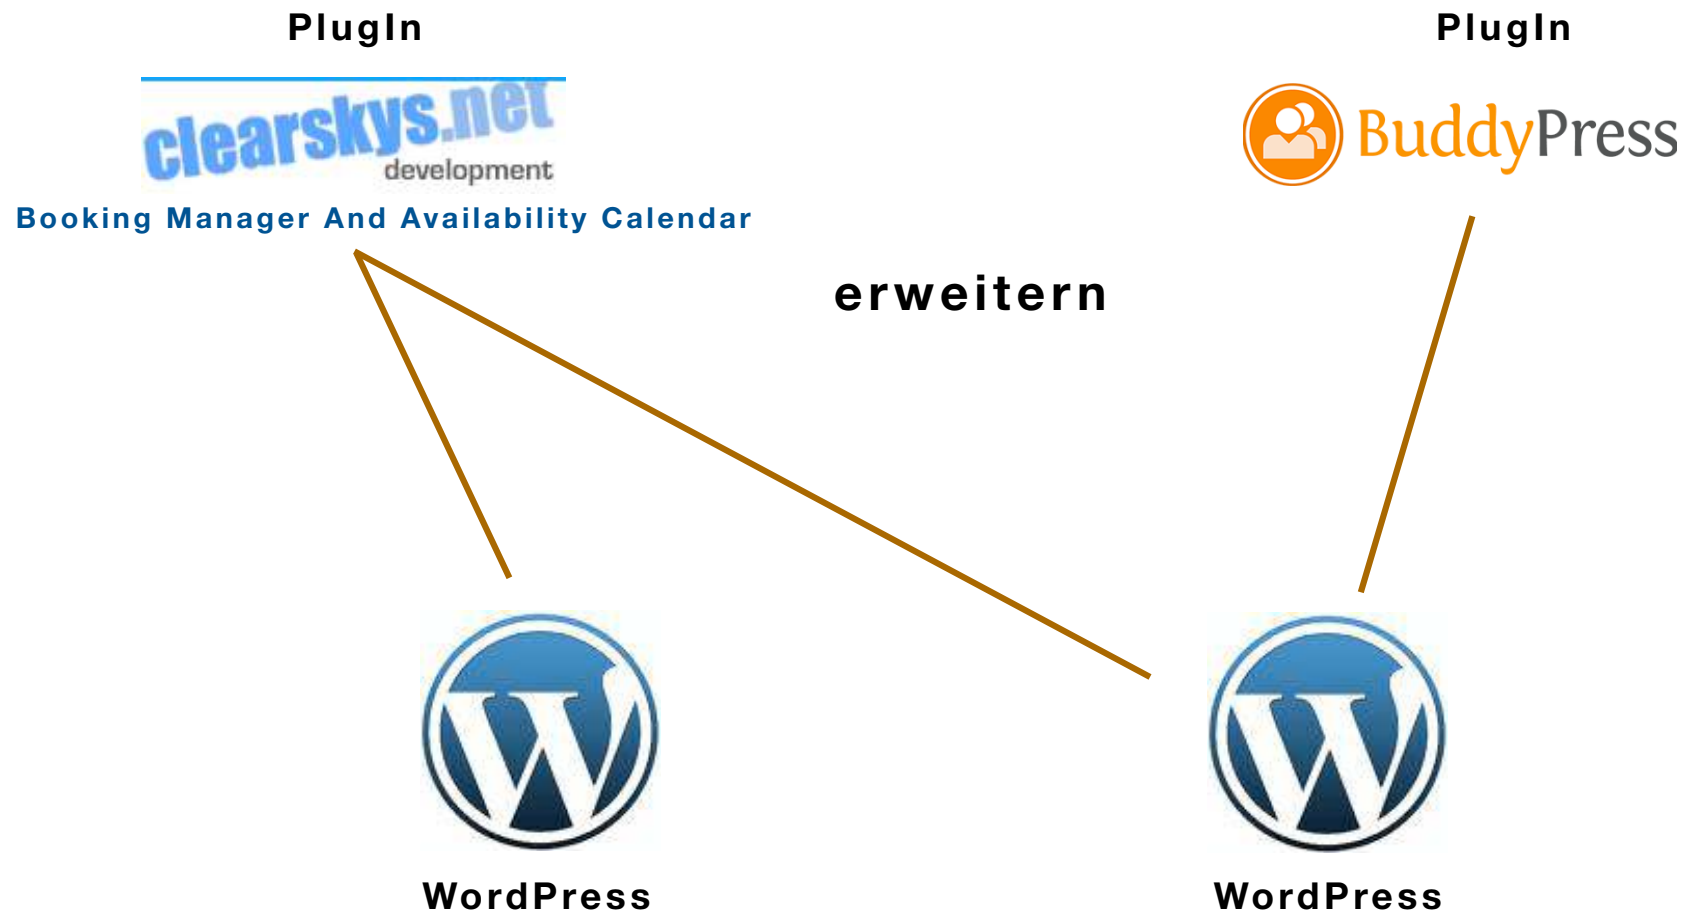 PlugIn
PlugIn
clearskys.net
development
BuddyPress
Booking Manager And Availability Calendar
erweitern
WordPress
WordPress